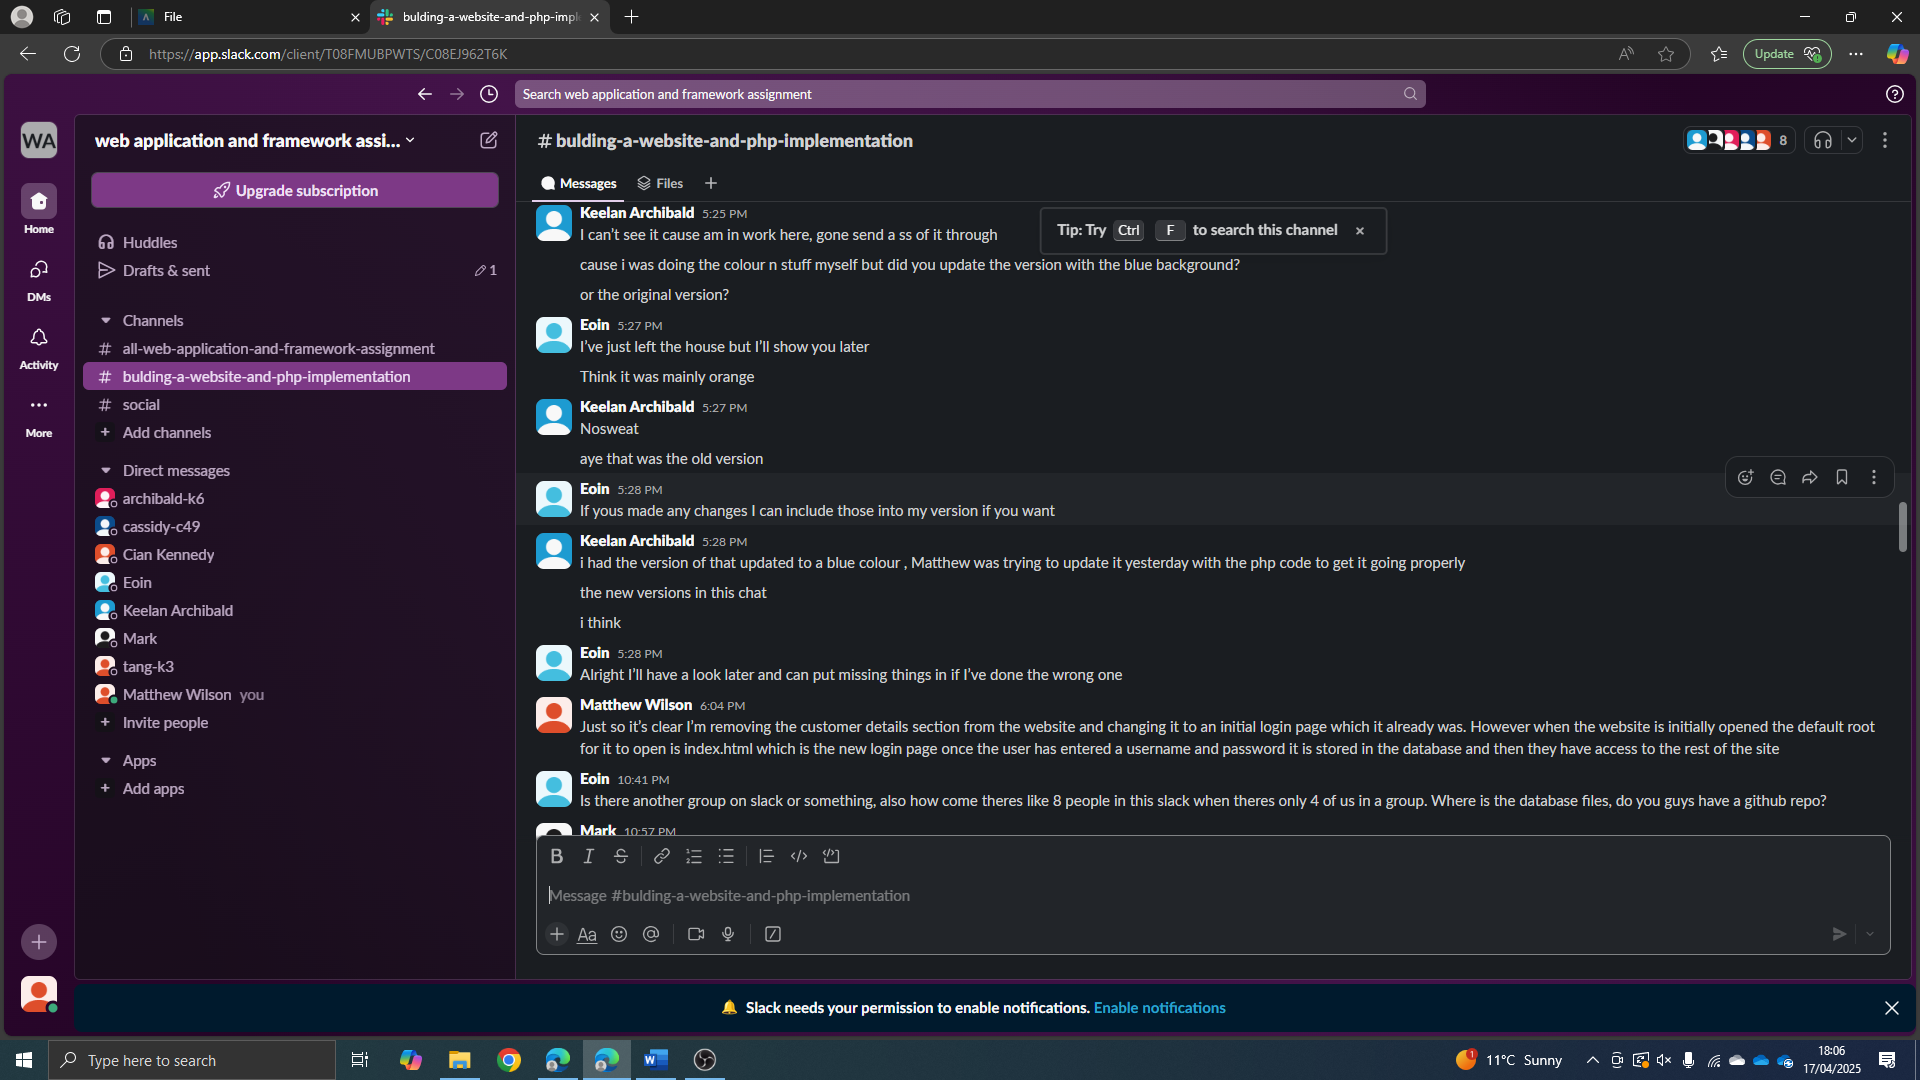 File
bulding-a-website-and-php-imple
https://app.slack.com/client/T08FMUBPWTS/C08EJ962T6K
Update
Search web application and framework assignment
WA
Home
DMs
Activity
More
web application and framework assi...
Upgrade subscription
Huddles
Drafts & sent
1
Channels
# all-web-application-and-framework-assignment
# bulding-a-website-and-php-implementation
# social
+ Add channels
Direct messages
archibald-k6
cassidy-c49
Cian Kennedy
Eoin
Keelan Archibald
Mark
tang-k3
Matthew Wilson you
+ Invite people
Apps
+ Add apps
# bulding-a-website-and-php-implementation
8
Messages
Files
Tip: Try Ctrl F to search this channel
Keelan Archibald 5:25 PM
I can't see it cause am in work here, gone send a ss of it through
cause i was doing the colour n stuff myself but did you update the version with the blue background?
or the original version?
Eoin 5:27 PM
I've just left the house but I'll show you later
Think it was mainly orange
Keelan Archibald 5:27 PM
Nosweat
aye that was the old version
Eoin 5:28 PM
If yous made any changes I can include those into my version if you want
Keelan Archibald 5:28 PM
i had the version of that updated to a blue colour , Matthew was trying to update it yesterday with the php code to get it going properly
the new versions in this chat
i think
Eoin 5:28 PM
Alright I'll have a look later and can put missing things in if I've done the wrong one
Matthew Wilson 6:04 PM
Just so it's clear I'm removing the customer details section from the website and changing it to an initial login page which it already was. However when the website is initially opened the default root
for it to open is index.html which is the new login page once the user has entered a username and password it is stored in the database and then they have access to the rest of the site
Eoin 10:41 PM
Is there another group on slack or something, also how come theres like 8 people in this slack when theres only 4 of us in a group. Where is the database files, do you guys have a github repo?
Mark 10:57 PM
B I S
Message #bulding-a-website-and-php-implementation
Aa
Slack needs your permission to enable notifications. Enable notifications
Type here to search
11°C Sunny
18:06
17/04/2025